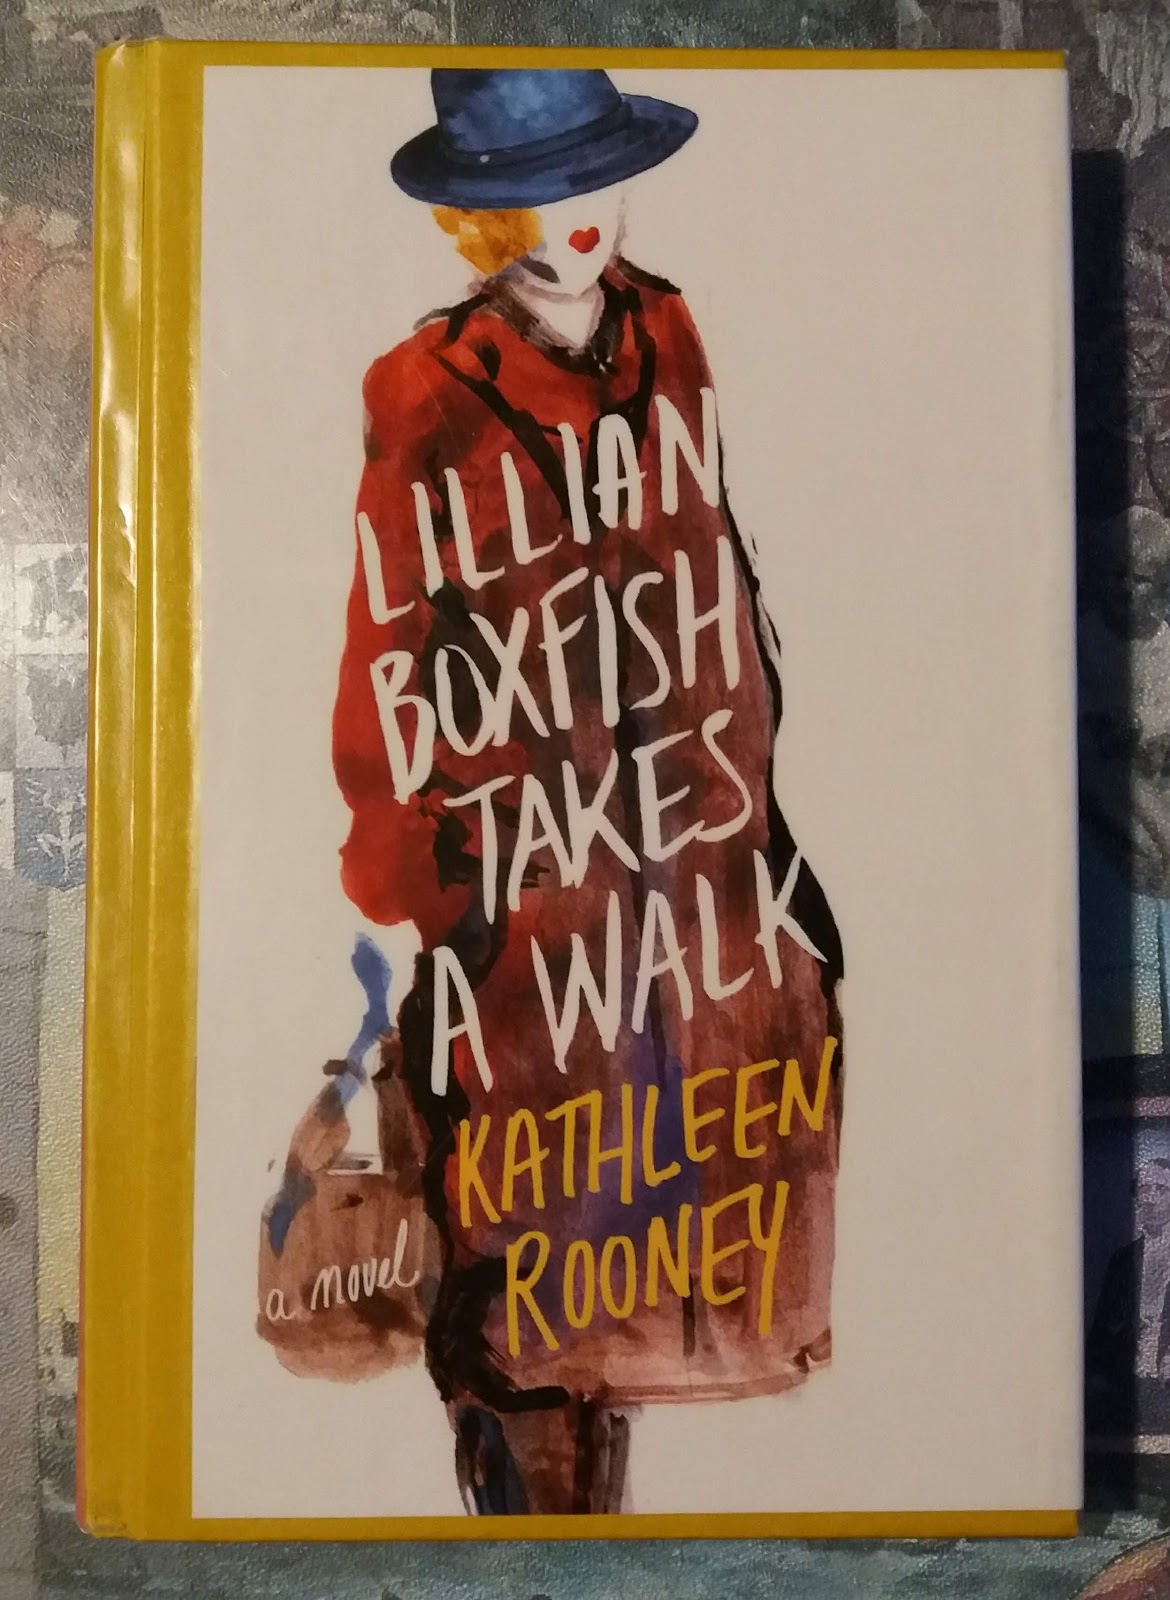 LILLIAN
BOXFISH
TAKES
A WALK
KATHLEEN
ROONEY
a novel